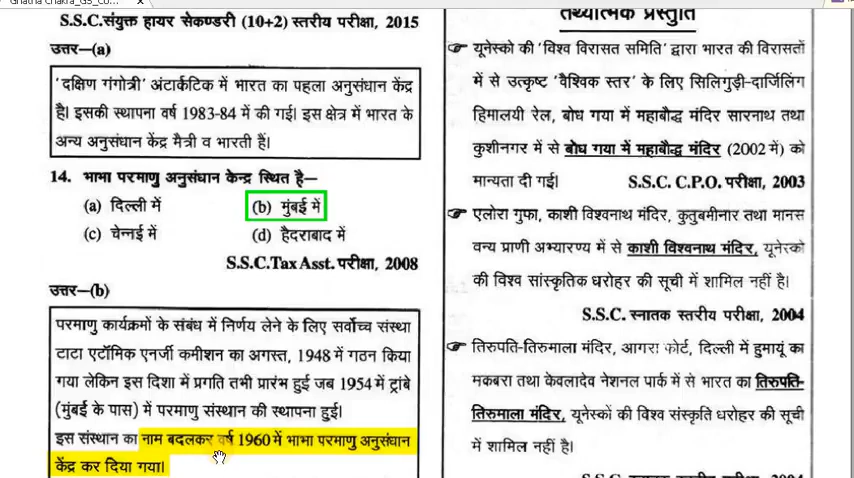 Ghatna Chakra_GS_Cu...
S.S.C.संयुक्त हायर सेकण्डरी (10+2) स्तरीय परीक्षा, 2015
उत्तर–(a)
'दक्षिण गंगोत्री' अंटार्कटिक में भारत का पहला अनुसंधान केंद्र
है। इसकी स्थापना वर्ष 1983-84 में की गई। इस क्षेत्र में भारत के
अन्य अनुसंधान केंद्र मैत्री व भारती हैं।
14. भाभा परमाणु अनुसंधान केन्द्र स्थित है–
(a) दिल्ली में (b) मुंबई में
(c) चेन्नई में (d) हैदराबाद में
S.S.C.Tax Asst. परीक्षा, 2008
उत्तर–(b)
परमाणु कार्यक्रमों के संबंध में निर्णय लेने के लिए सर्वोच्च संस्था
टाटा एटॉमिक एनर्जी कमीशन का अगस्त, 1948 में गठन किया
गया लेकिन इस दिशा में प्रगति तभी प्रारंभ हुई जब 1954 में ट्रांबे
(मुंबई के पास) में परमाणु संस्थान की स्थापना हुई।
इस संस्थान का नाम बदलकर वर्ष 1960 में भाभा परमाणु अनुसंधान
केंद्र कर दिया गया।
तथ्यात्मक प्रस्तुति
☞ यूनेस्को की 'विश्व विरासत समिति' द्वारा भारत की विरासतों
में से उत्कृष्ट 'वैश्विक स्तर' के लिए सिलिगुड़ी-दार्जिलिंग
हिमालयी रेल, बोध गया में महाबौद्ध मंदिर सारनाथ तथा
कुशीनगर में से बोध गया में महाबौद्ध मंदिर (2002 में) को
मान्यता दी गई। S.S.C. C.P.O. परीक्षा, 2003
☞ एलोरा गुफा, काशी विश्वनाथ मंदिर, कुतुबमीनार तथा मानस
वन्य प्राणी अभ्यारण्य में से काशी विश्वनाथ मंदिर, यूनेस्को
की विश्व सांस्कृतिक धरोहर की सूची में शामिल नहीं है।
S.S.C. स्नातक स्तरीय परीक्षा, 2004
☞ तिरुपति-तिरुमाला मंदिर, आगरा फोर्ट, दिल्ली में हुमायूं का
मकबरा तथा केवलादेव नेशनल पार्क में से भारत का तिरुपति-
तिरुमाला मंदिर, यूनेस्कों की विश्व संस्कृति धरोहर की सूची
में शामिल नहीं है।